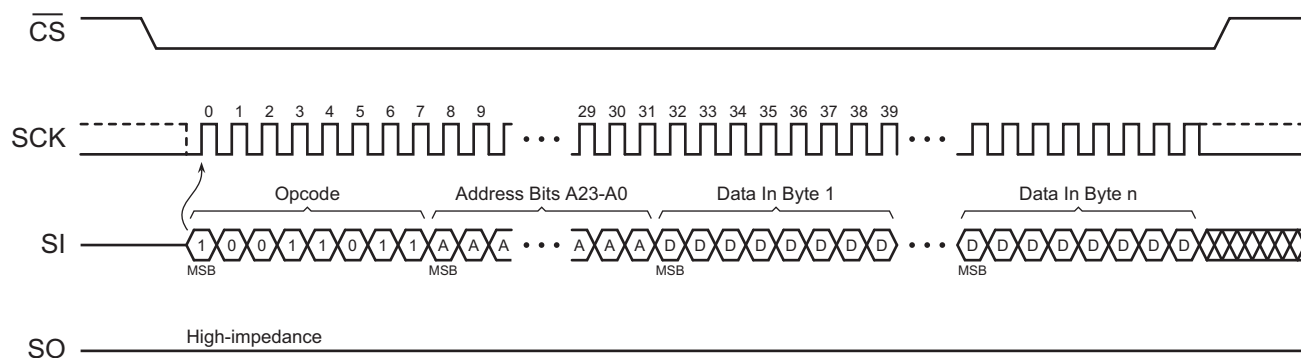 CS
0 1 2 3 4 5 6 7 8 9 29 30 31 32 33 34 35 36 37 38 39
SCK
Opcode Address Bits A23-A0 Data In Byte 1 Data In Byte n
SI 1 0 0 1 1 0 1 1 A A A A A A D D D D D D D D D D D D D D D D
MSB MSB MSB MSB
High-impedance
SO